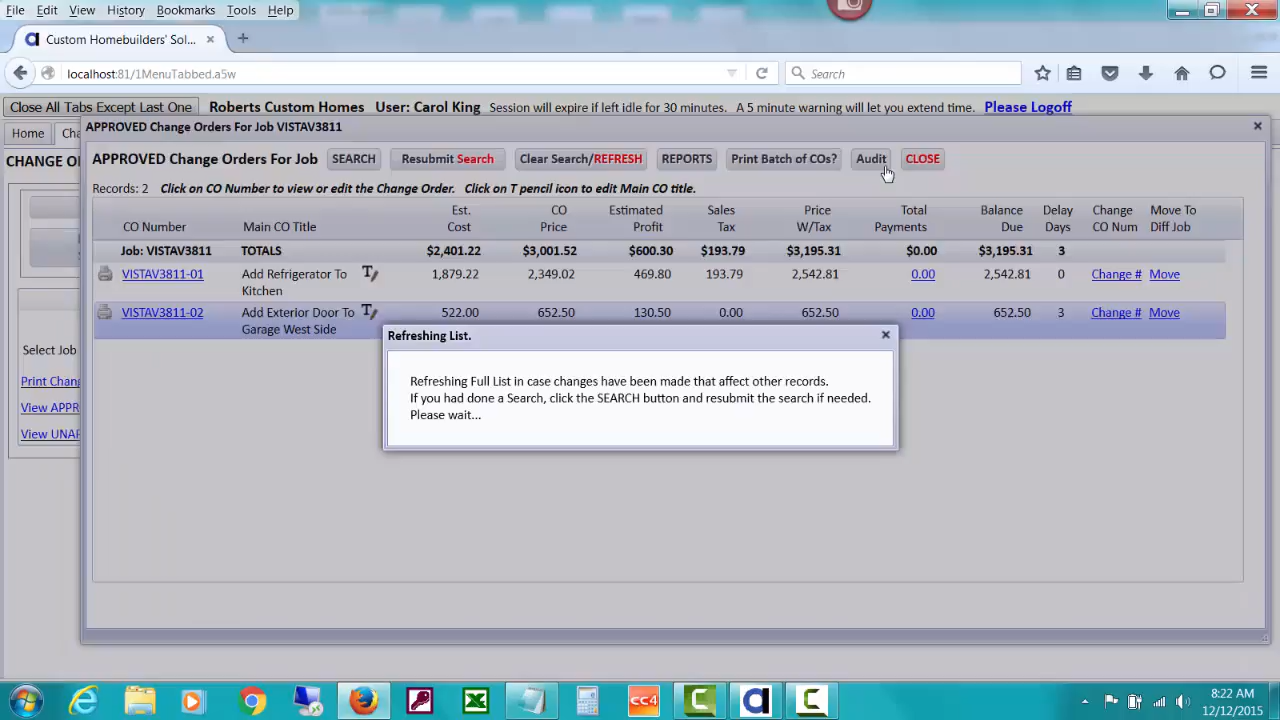 File Edit View History Bookmarks Tools Help
Custom Homebuilders' Sol... × +
localhost:81/1MenuTabbed.a5w Search
Close All Tabs Except Last One Roberts Custom Homes User: Carol King Session will expire if left idle for 30 minutes. A 5 minute warning will let you extend time. Please Logoff
Home
APPROVED Change Orders For Job VISTAV3811
APPROVED Change Orders For Job SEARCH Resubmit Search Clear Search/REFRESH REPORTS Print Batch of COs? Audit CLOSE
Records: 2 Click on CO Number to view or edit the Change Order. Click on T pencil icon to edit Main CO title.
Est. CO Estimated Sales Price Total Balance Delay Change Move To
CO Number Main CO Title Cost Price Profit Tax W/Tax Payments Due Days CO Num Diff Job
Job: VISTAV3811 TOTALS $2,401.22 $3,001.52 $600.30 $193.79 $3,195.31 $0.00 $3,195.31 3
VISTAV3811-01 Add Refrigerator To T 1,879.22 2,349.02 469.80 193.79 2,542.81 0.00 2,542.81 0 Change # Move
Kitchen
VISTAV3811-02 Add Exterior Door To T 522.00 652.50 130.50 0.00 652.50 0.00 652.50 3 Change # Move
Garage West Side
Refreshing List.
Refreshing Full List in case changes have been made that affect other records.
If you had done a Search, click the SEARCH button and resubmit the search if needed.
Please wait...
Select Job
Print Chan
View APPR
View UNAP
CC4
8:22 AM
12/12/2015